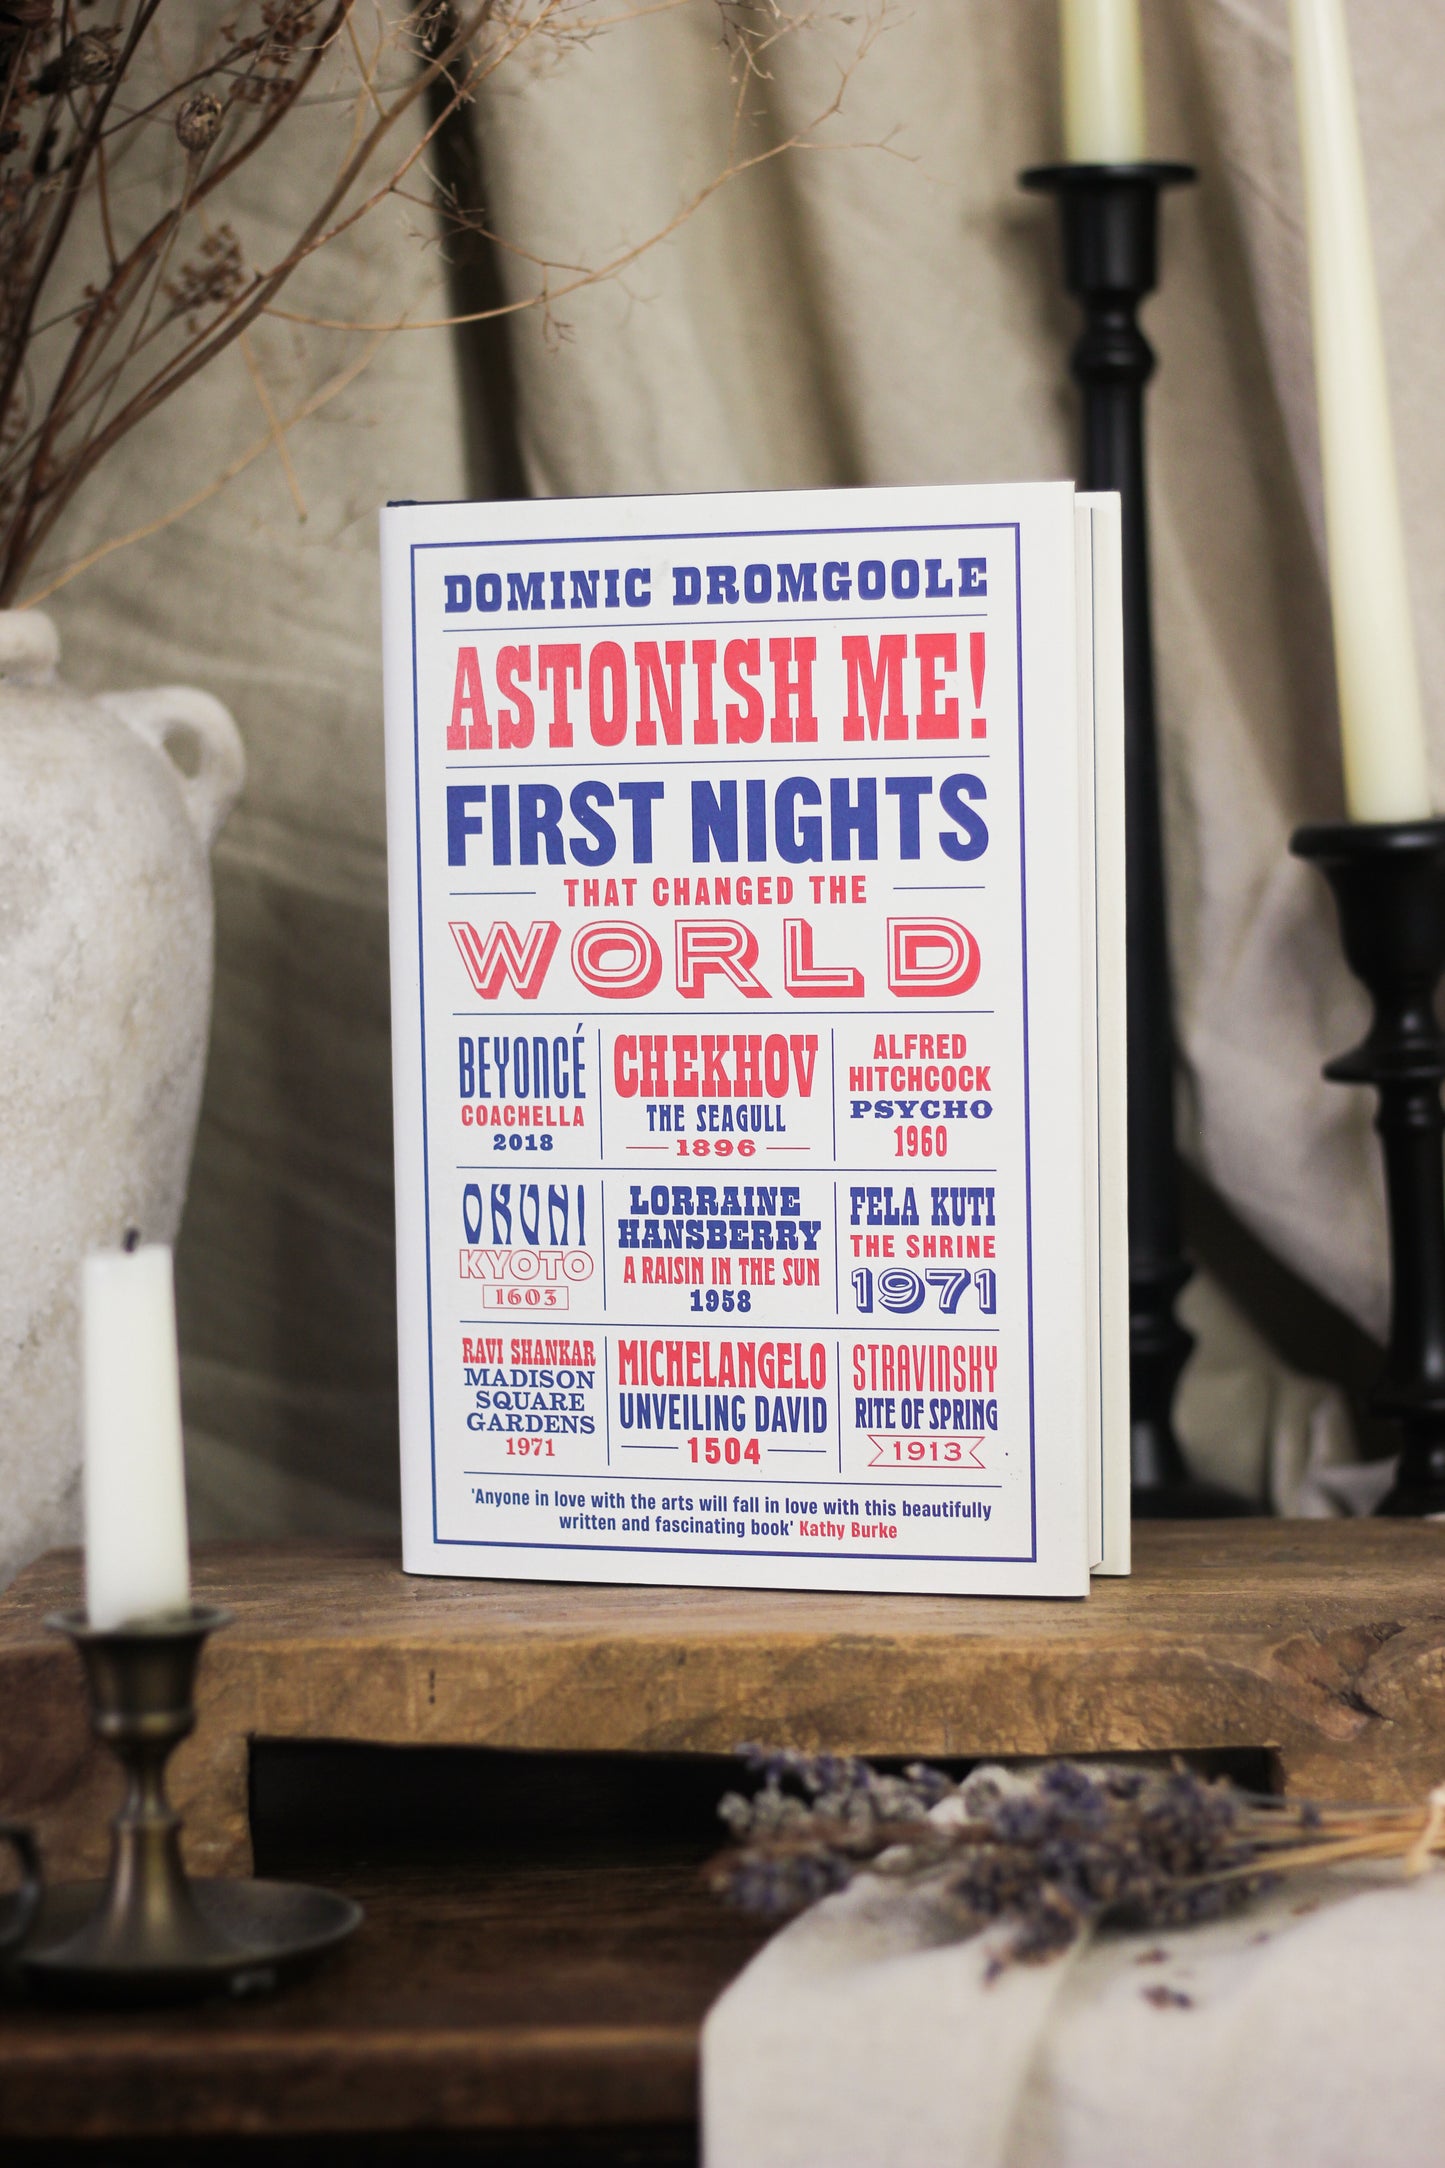 DOMINIC DROMGOOLE
ASTONISH ME!
FIRST NIGHTS
THAT CHANGED THE
WORLD
BEYONCÉ
COACHELLA
2018
CHEKHOV
THE SEAGULL
1896
ALFRED
HITCHCOCK
PSYCHO
1960
OKUNI
KYOTO
1603
LORRAINE
HANSBERRY
A RAISIN IN THE SUN
1958
FELA KUTI
THE SHRINE
1971
RAVI SHANKAR
MADISON
SQUARE
GARDENS
1971
MICHELANGELO
UNVEILING DAVID
1504
STRAVINSKY
RITE OF SPRING
1913
'Anyone in love with the arts will fall in love with this beautifully
written and fascinating book' Kathy Burke